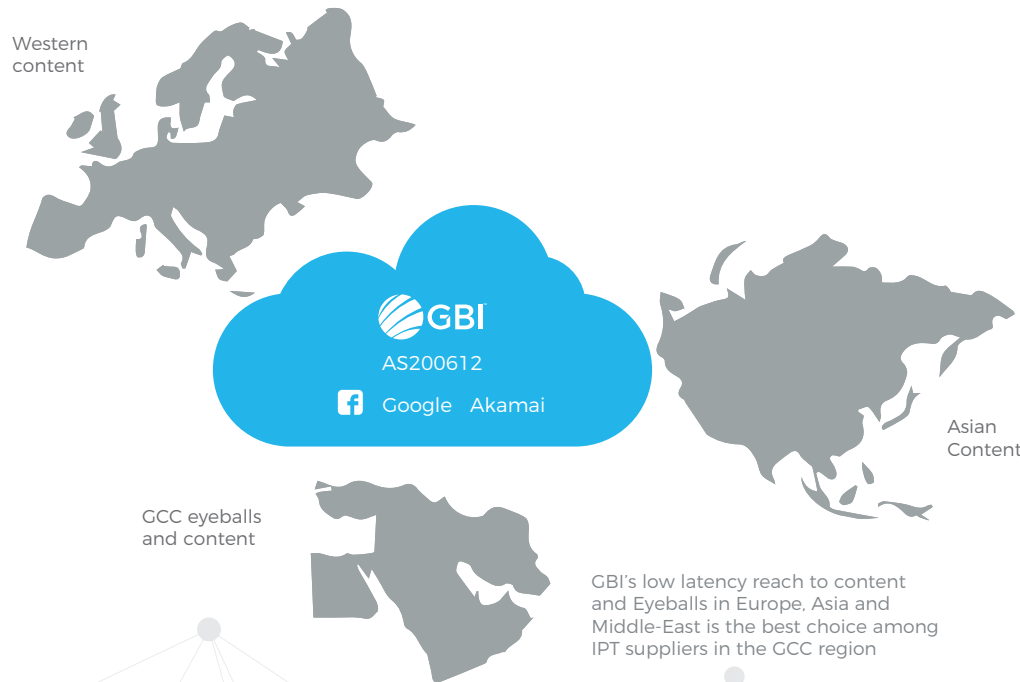 Western
content
GBI
AS200612
Google Akamai
Asian
Content
GCC eyeballs
and content
GBI’s low latency reach to content
and Eyeballs in Europe, Asia and
Middle-East is the best choice among
IPT suppliers in the GCC region